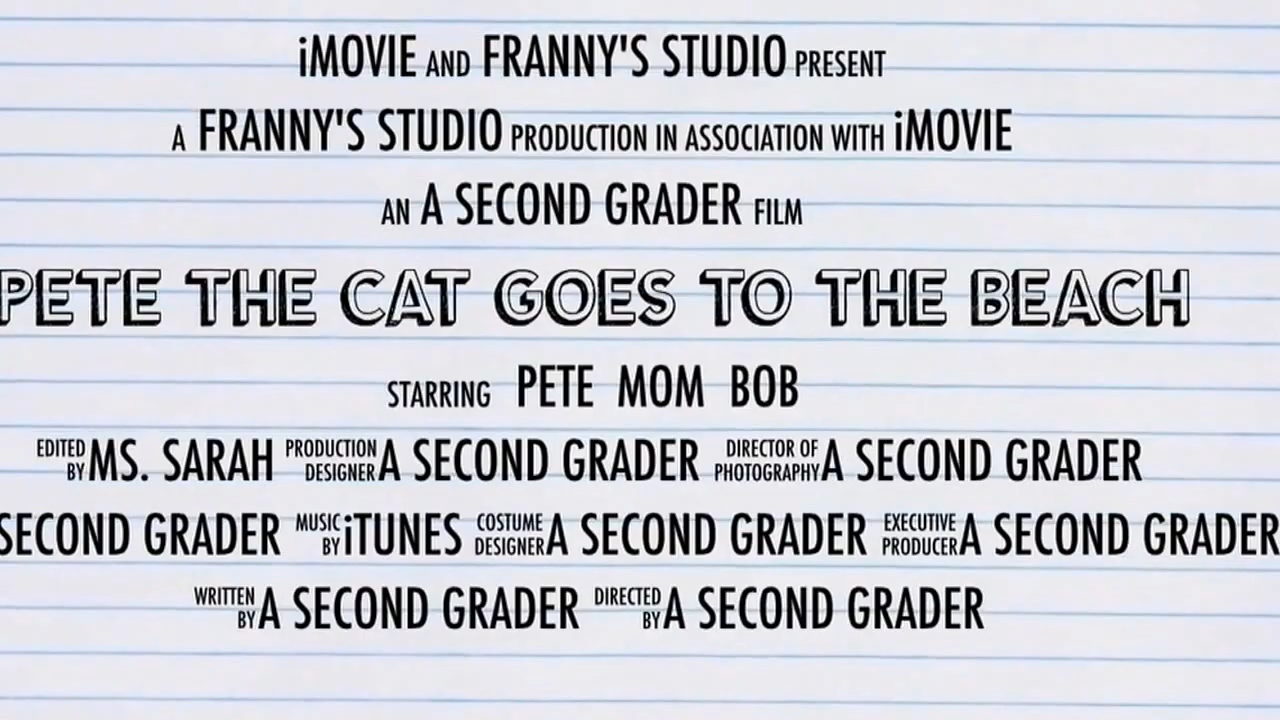 iMOVIE AND FRANNY'S STUDIO PRESENT
A FRANNY'S STUDIO PRODUCTION IN ASSOCIATION WITH iMOVIE
AN A SECOND GRADER FILM
PETE THE CAT GOES TO THE BEACH
STARRING PETE MOM BOB
EDITED BY MS. SARAH PRODUCTION DESIGNER A SECOND GRADER DIRECTOR OF PHOTOGRAPHY A SECOND GRADER
SECOND GRADER MUSIC BY iTUNES COSTUME DESIGNER A SECOND GRADER EXECUTIVE PRODUCER A SECOND GRADER
WRITTEN BY A SECOND GRADER DIRECTED BY A SECOND GRADER